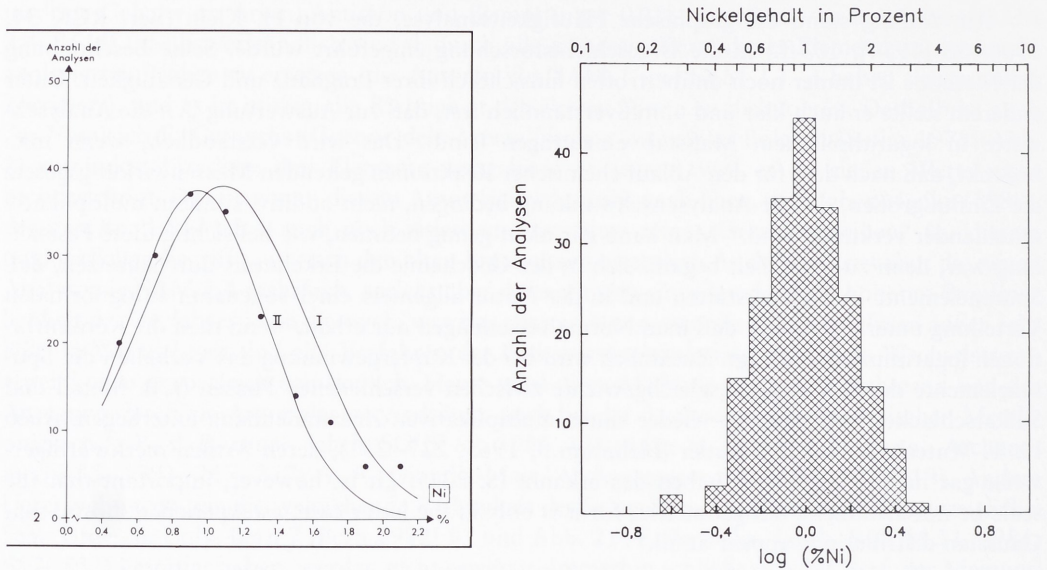 Anzahl der
Analysen
50
40
30
20
10
2 0
0,0 0,4 0,6 0,8 1,0 1,2 1,4 1,6 1,8 2,0 2,2 %
II I
Ni
Nickelgehalt in Prozent
0,1 0,2 0,4 0,6 1 2 4 6 10
Anzahl der Analysen
40
30
20
10
-0,8 -0,4 0,0 0,4 0,8
log (%Ni)